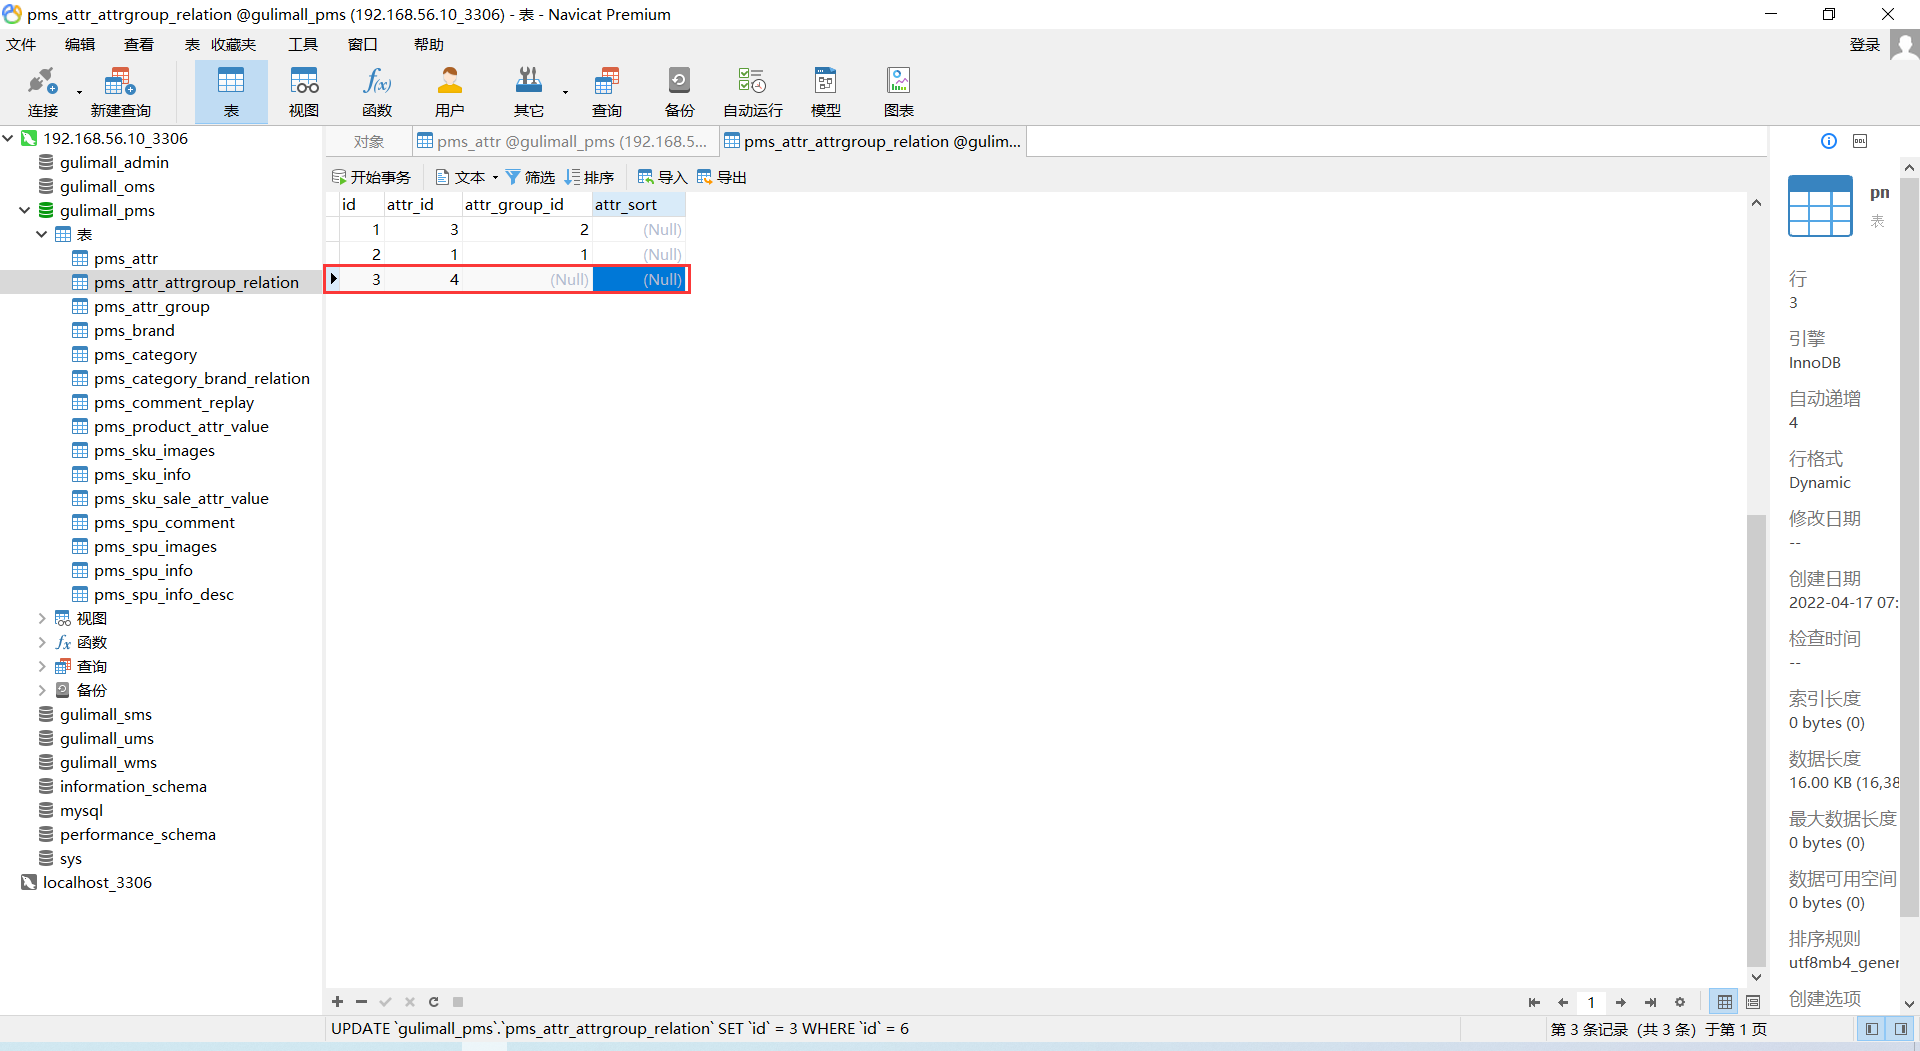 pms_attr_attrgroup_relation @gulimall_pms (192.168.56.10_3306) - 表 - Navicat Premium
文件 编辑 查看 表 收藏夹 工具 窗口 帮助 登录
连接 新建查询 表 视图 函数 用户 其它 查询 备份 自动运行 模型 图表
192.168.56.10_3306
gulimall_admin
gulimall_oms
gulimall_pms
表
pms_attr
pms_attr_attrgroup_relation
pms_attr_group
pms_brand
pms_category
pms_category_brand_relation
pms_comment_replay
pms_product_attr_value
pms_sku_images
pms_sku_info
pms_sku_sale_attr_value
pms_spu_comment
pms_spu_images
pms_spu_info
pms_spu_info_desc
视图
函数
查询
备份
gulimall_sms
gulimall_ums
gulimall_wms
information_schema
mysql
performance_schema
sys
localhost_3306
对象 pms_attr @gulimall_pms (192.168.5... pms_attr_attrgroup_relation @gulim...
开始事务 文本 筛选 排序 导入 导出
id attr_id attr_group_id attr_sort
1 3 2 (Null)
2 1 1 (Null)
3 4 (Null) (Null)
pn
表
行
3
引擎
InnoDB
自动递增
4
行格式
Dynamic
修改日期
--
创建日期
2022-04-17 07:
检查时间
--
索引长度
0 bytes (0)
数据长度
16.00 KB (16,38
最大数据长度
0 bytes (0)
数据可用空间
0 bytes (0)
排序规则
utf8mb4_gener
创建选项
1
UPDATE `gulimall_pms`.`pms_attr_attrgroup_relation` SET `id` = 3 WHERE `id` = 6
第 3 条记录 (共 3 条) 于第 1 页